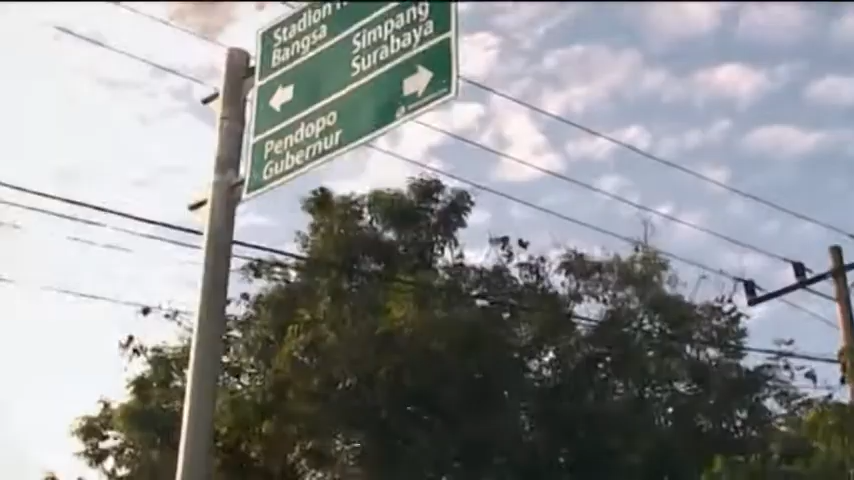 Stadion
Bangsa
Simpang
Surabaya
Pendopo
Gubernur